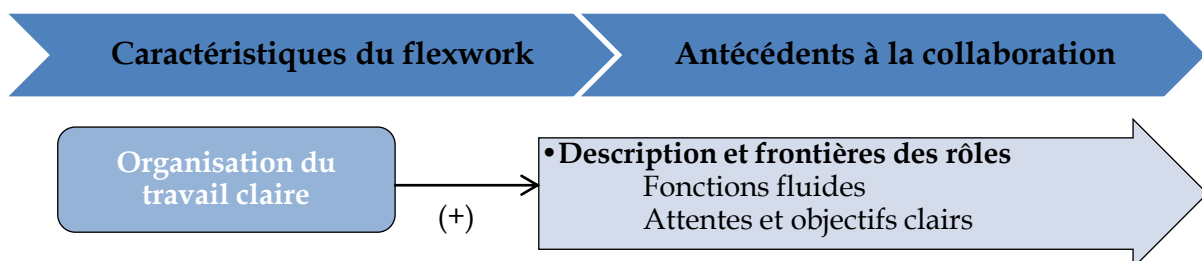 Caractéristiques du flexwork
Antécédents à la collaboration
Organisation du
travail claire
(+)
•Description et frontières des rôles
Fonctions fluides
Attentes et objectifs clairs